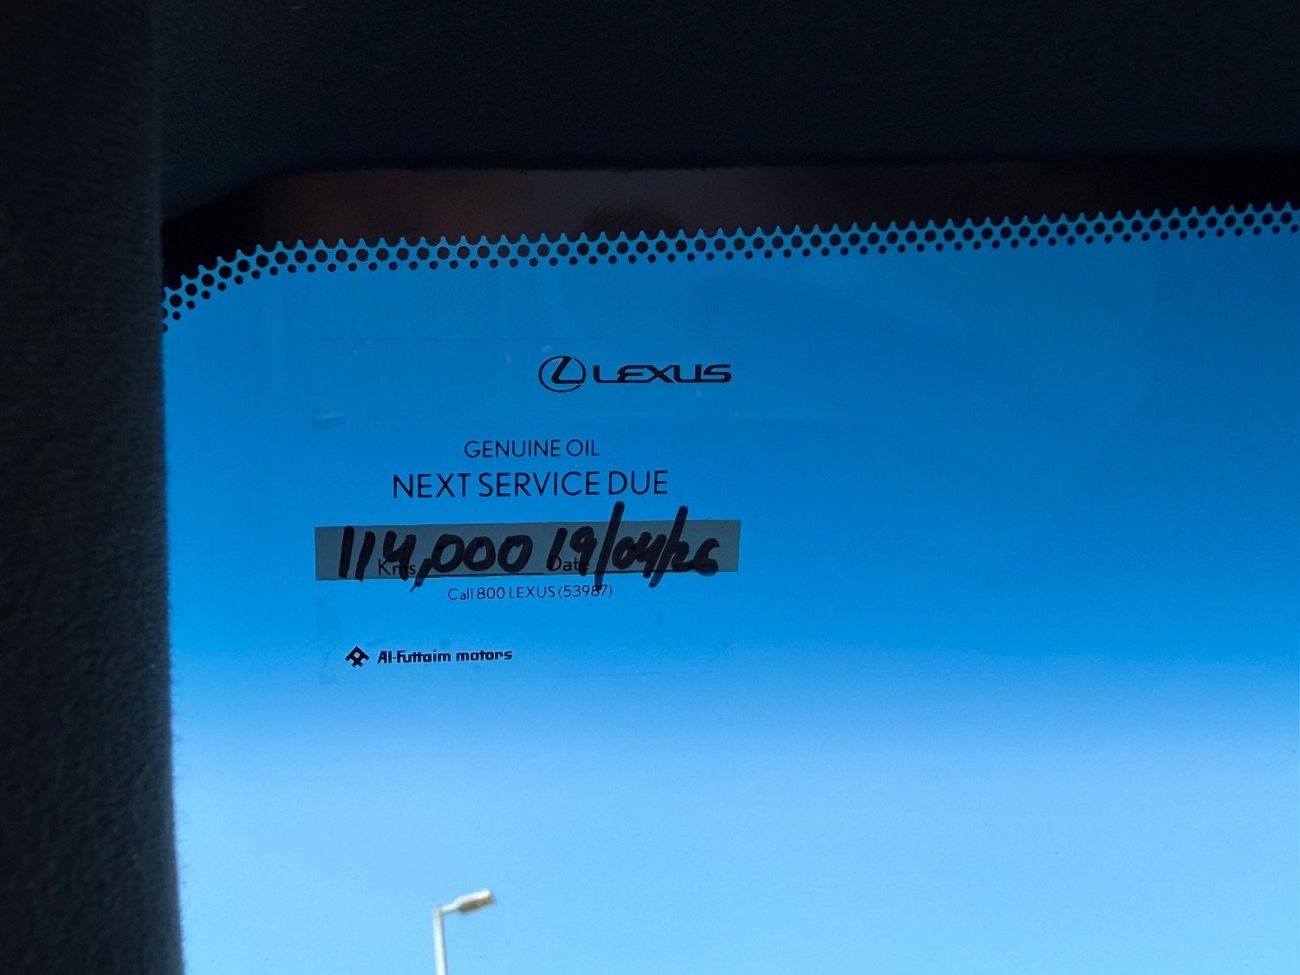 LEXUS
GENUINE OIL
NEXT SERVICE DUE
114,000 19/04/26
Kms Date
Call 800 LEXUS (53987)
Al-Futtaim motors